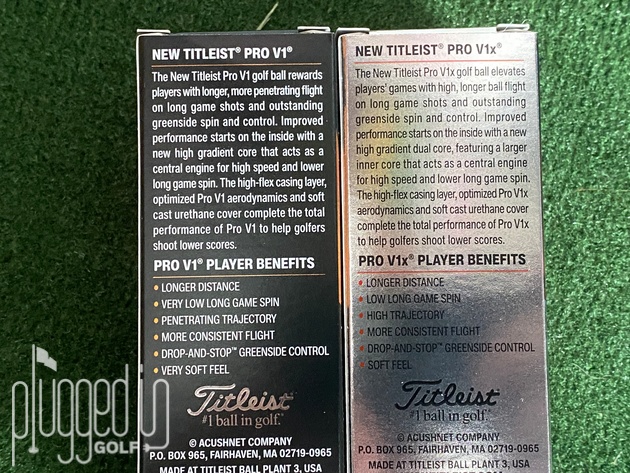 NEW TITLEIST® PRO V1®
The New Titleist Pro V1 golf ball rewards
players with longer, more penetrating flight
on long game shots and outstanding
greenside spin and control. Improved
performance starts on the inside with a
new high gradient core that acts as a
central engine for high speed and lower
long game spin. The high-flex casing layer,
optimized Pro V1 aerodynamics and soft
cast urethane cover complete the total
performance of Pro V1 to help golfers
shoot lower scores.
PRO V1® PLAYER BENEFITS
• LONGER DISTANCE
• VERY LOW LONG GAME SPIN
• PENETRATING TRAJECTORY
• MORE CONSISTENT FLIGHT
• DROP-AND-STOP™ GREENSIDE CONTROL
• VERY SOFT FEEL
Titleist®
#1 ball in golf.®
© ACUSHNET COMPANY
P.O. BOX 965, FAIRHAVEN, MA 02719-0965
MADE AT TITLEIST BALL PLANT 3, USA
NEW TITLEIST® PRO V1x®
The New Titleist Pro V1x golf ball elevates
players' games with high, longer ball flight
on long game shots and outstanding
greenside spin and control. Improved
performance starts on the inside with a new
high gradient dual core, featuring a larger
inner core that acts as a central engine
for high speed and lower long game spin.
The high-flex casing layer, optimized Pro V1x
aerodynamics and soft cast urethane cover
complete the total performance of Pro V1x
to help golfers shoot lower scores.
PRO V1x® PLAYER BENEFITS
• LONGER DISTANCE
• LOW LONG GAME SPIN
• HIGH TRAJECTORY
• MORE CONSISTENT FLIGHT
• DROP-AND-STOP™ GREENSIDE CONTROL
• SOFT FEEL
Titleist®
#1 ball in golf.®
© ACUSHNET COMPANY
P.O. BOX 965, FAIRHAVEN, MA 02719-0965
MADE AT TITLEIST BALL PLANT 3, USA
plugged in
GOLF